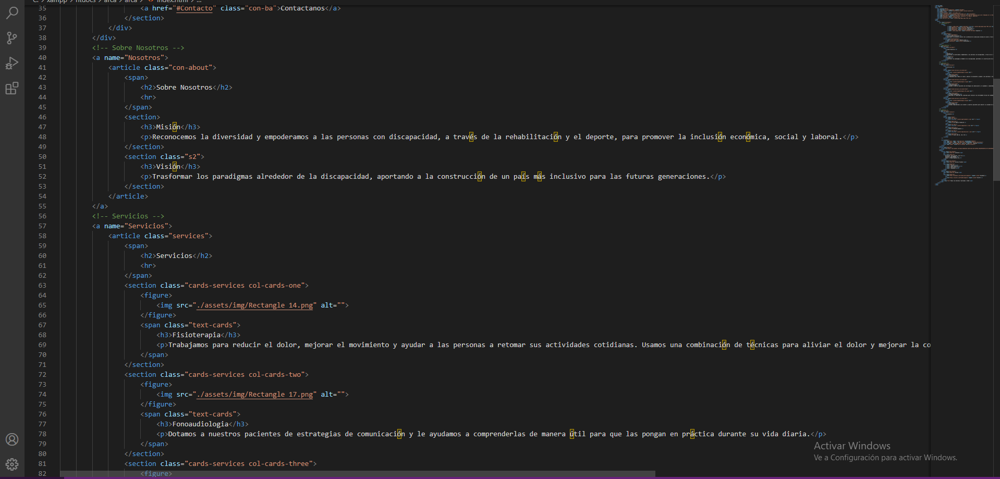 C: > xampp > htdocs > arca > arca > <> index.html > ...
35 <a href="#Contacto" class="con-ba">Contactanos</a>
36 </section>
37 </div>
38 </div>
39 <!-- Sobre Nosotros -->
40 <a name="Nosotros">
41 <article class="con-about">
42 <span>
43 <h2>Sobre Nosotros</h2>
44 <hr>
45 </span>
46 <section>
47 <h3>Misión</h3>
48 <p>Reconocemos la diversidad y empoderamos a las personas con discapacidad, a través de la rehabilitación y el deporte, para promover la inclusión económica, social y laboral.</p>
49 </section>
50 <section class="s2">
51 <h3>Visión</h3>
52 <p>Trasformar los paradigmas alrededor de la discapacidad, aportando a la construcción de un país más inclusivo para las futuras generaciones.</p>
53 </section>
54 </article>
55 </a>
56 <!-- Servicios -->
57 <a name="Servicios">
58 <article class="services">
59 <span>
60 <h2>Servicios</h2>
61 <hr>
62 </span>
63 <section class="cards-services col-cards-one">
64 <figure>
65 <img src="./assets/img/Rectangle 14.png" alt="">
66 </figure>
67 <span class="text-cards">
68 <h3>Fisioterapia</h3>
69 <p>Trabajamos para reducir el dolor, mejorar el movimiento y ayudar a las personas a retomar sus actividades cotidianas. Usamos una combinación de técnicas para aliviar el dolor y mejorar la co
70 </span>
71 </section>
72 <section class="cards-services col-cards-two">
73 <figure>
74 <img src="./assets/img/Rectangle 17.png" alt="">
75 </figure>
76 <span class="text-cards">
77 <h3>Fonoaudiologia</h3>
78 <p>Dotamos a nuestros pacientes de estrategias de comunicación y le ayudamos a comprenderlas de manera útil para que las pongan en práctica durante su vida diaria.</p>
79 </span>
80 </section>
81 <section class="cards-services col-cards-three">
82 <figure>
Activar Windows
Ve a Configuración para activar Windows.